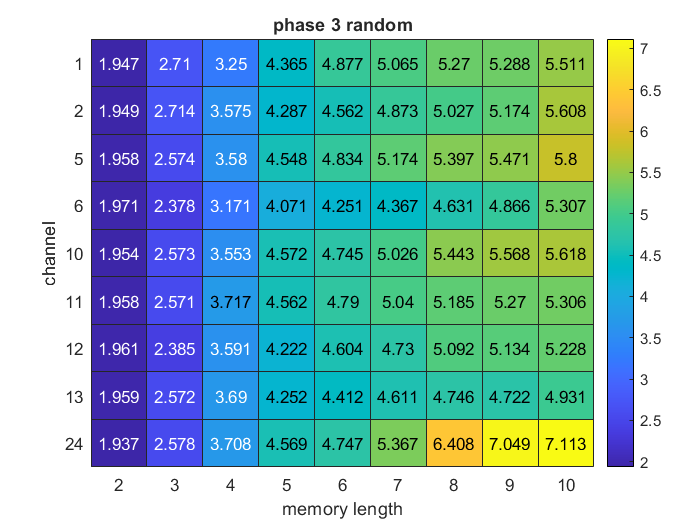 phase 3 random
channel
1 1.947 2.71 3.25 4.365 4.877 5.065 5.27 5.288 5.511
2 1.949 2.714 3.575 4.287 4.562 4.873 5.027 5.174 5.608
5 1.958 2.574 3.58 4.548 4.834 5.174 5.397 5.471 5.8
6 1.971 2.378 3.171 4.071 4.251 4.367 4.631 4.866 5.307
10 1.954 2.573 3.553 4.572 4.745 5.026 5.443 5.568 5.618
11 1.958 2.571 3.717 4.562 4.79 5.04 5.185 5.27 5.306
12 1.961 2.385 3.591 4.222 4.604 4.73 5.092 5.134 5.228
13 1.959 2.572 3.69 4.252 4.412 4.611 4.746 4.722 4.931
24 1.937 2.578 3.708 4.569 4.747 5.367 6.408 7.049 7.113
2 3 4 5 6 7 8 9 10
memory length
7
6.5
6
5.5
5
4.5
4
3.5
3
2.5
2